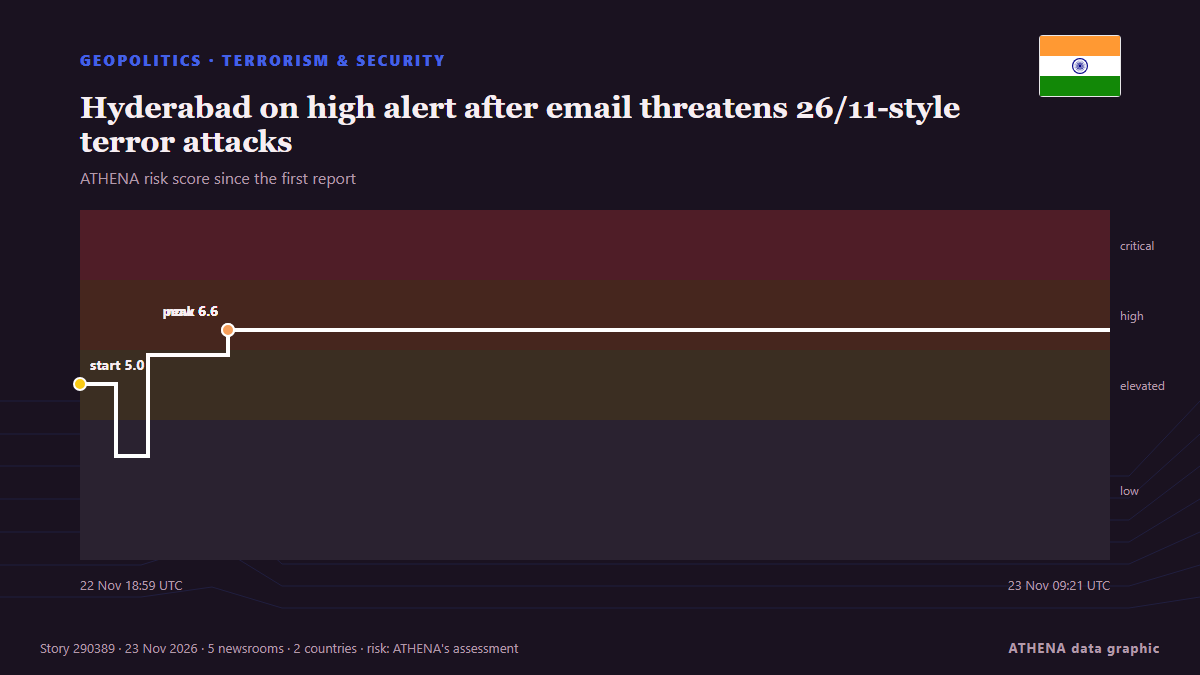 GEOPOLITICS · TERRORISM & SECURITY
Hyderabad on high alert after email threatens 26/11-style
terror attacks
ATHENA risk score since the first report
critical
peak 6.6
high
start 5.0
elevated
low
22 Nov 18:59 UTC
23 Nov 09:21 UTC
Story 290389 · 23 Nov 2026 · 5 newsrooms · 2 countries · risk: ATHENA's assessment
ATHENA data graphic